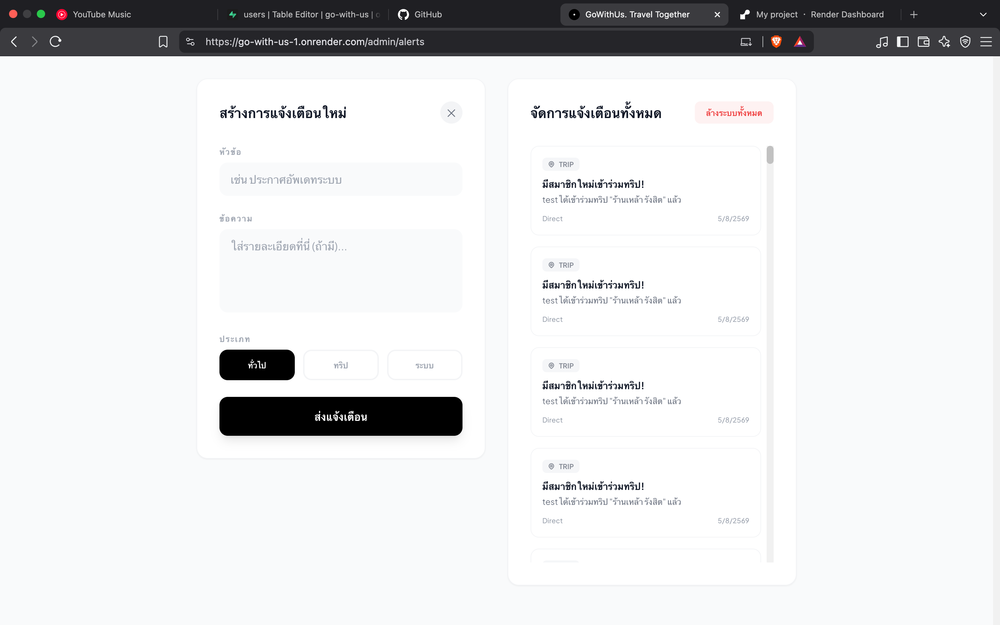 YouTube Music
users | Table Editor | go-with-us |
GitHub
GoWithUs. Travel Together
My project · Render Dashboard
https://go-with-us-1.onrender.com/admin/alerts
สร้างการแจ้งเตือนใหม่
หัวข้อ
เช่น ประกาศอัพเดทระบบ
ข้อความ
ใส่รายละเอียดที่นี่ (ถ้ามี)...
ประเภท
ทั่วไป
ทริป
ระบบ
ส่งแจ้งเตือน
จัดการแจ้งเตือนทั้งหมด
ล้างระบบทั้งหมด
TRIP
มีสมาชิกใหม่เข้าร่วมทริป!
test ได้เข้าร่วมทริป "ร้านเหล้า รังสิต" แล้ว
Direct 5/8/2569
TRIP
มีสมาชิกใหม่เข้าร่วมทริป!
test ได้เข้าร่วมทริป "ร้านเหล้า รังสิต" แล้ว
Direct 5/8/2569
TRIP
มีสมาชิกใหม่เข้าร่วมทริป!
test ได้เข้าร่วมทริป "ร้านเหล้า รังสิต" แล้ว
Direct 5/8/2569
TRIP
มีสมาชิกใหม่เข้าร่วมทริป!
test ได้เข้าร่วมทริป "ร้านเหล้า รังสิต" แล้ว
Direct 5/8/2569